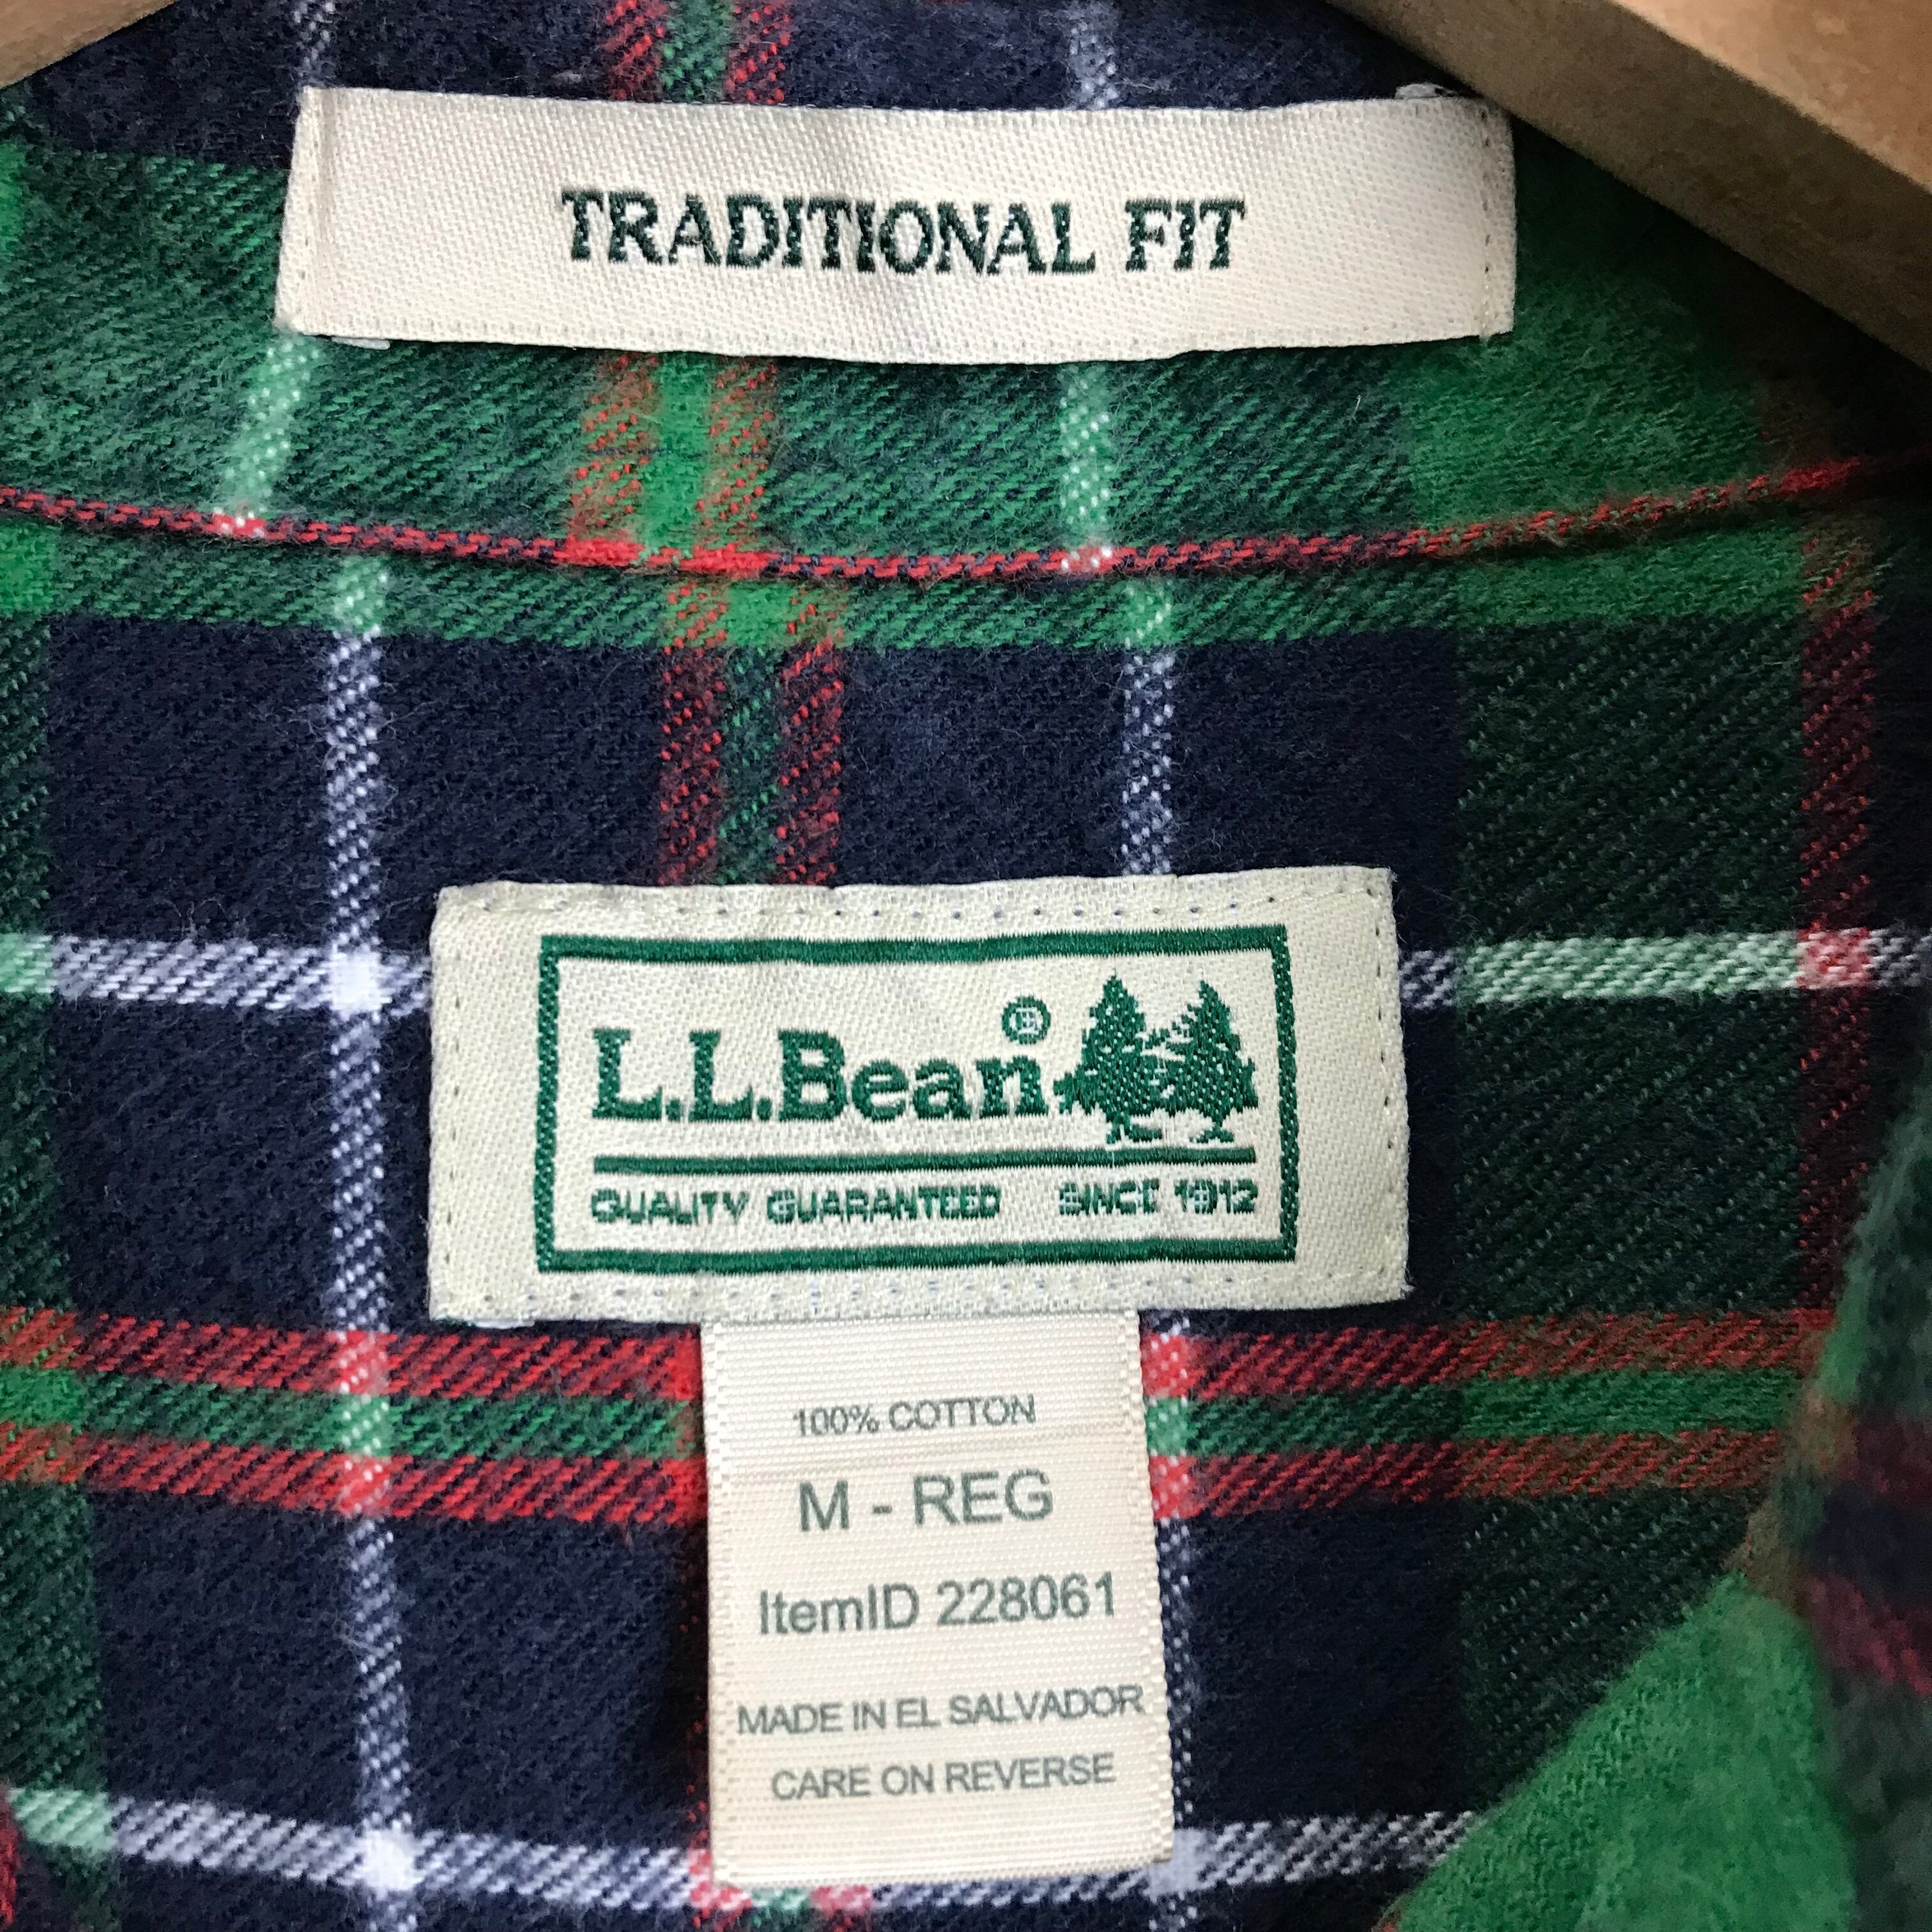 TRADITIONAL FIT
L.L.Bean®
QUALITY GUARANTEED SINCE 1912
100% COTTON
M - REG
ItemID 228061
MADE IN EL SALVADOR
CARE ON REVERSE